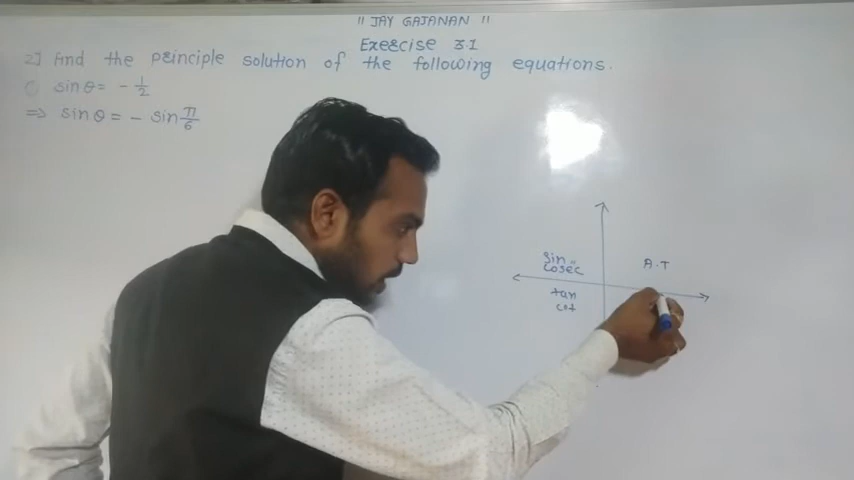 " JAY GAJANAN "
Exercise 3.1
2] Find the principle solution of the following equations.
sin θ = - 1/2
⇒ sin θ = - sin π/6
sin
cosec
A.T
tan
cot